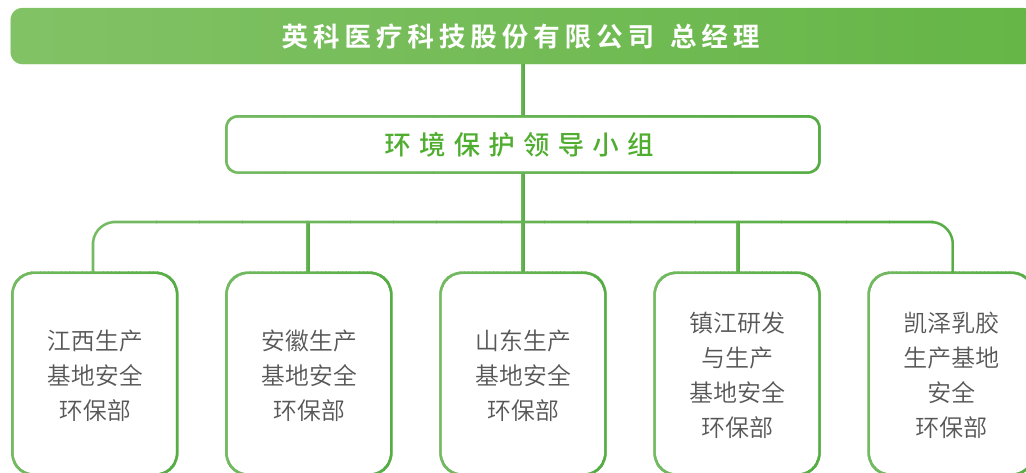 英科医疗科技股份有限公司 总经理
环境保护领导小组
江西生产
基地安全
环保部
安徽生产
基地安全
环保部
山东生产
基地安全
环保部
镇江研发
与生产
基地安全
环保部
凯泽乳胶
生产基地
安全
环保部